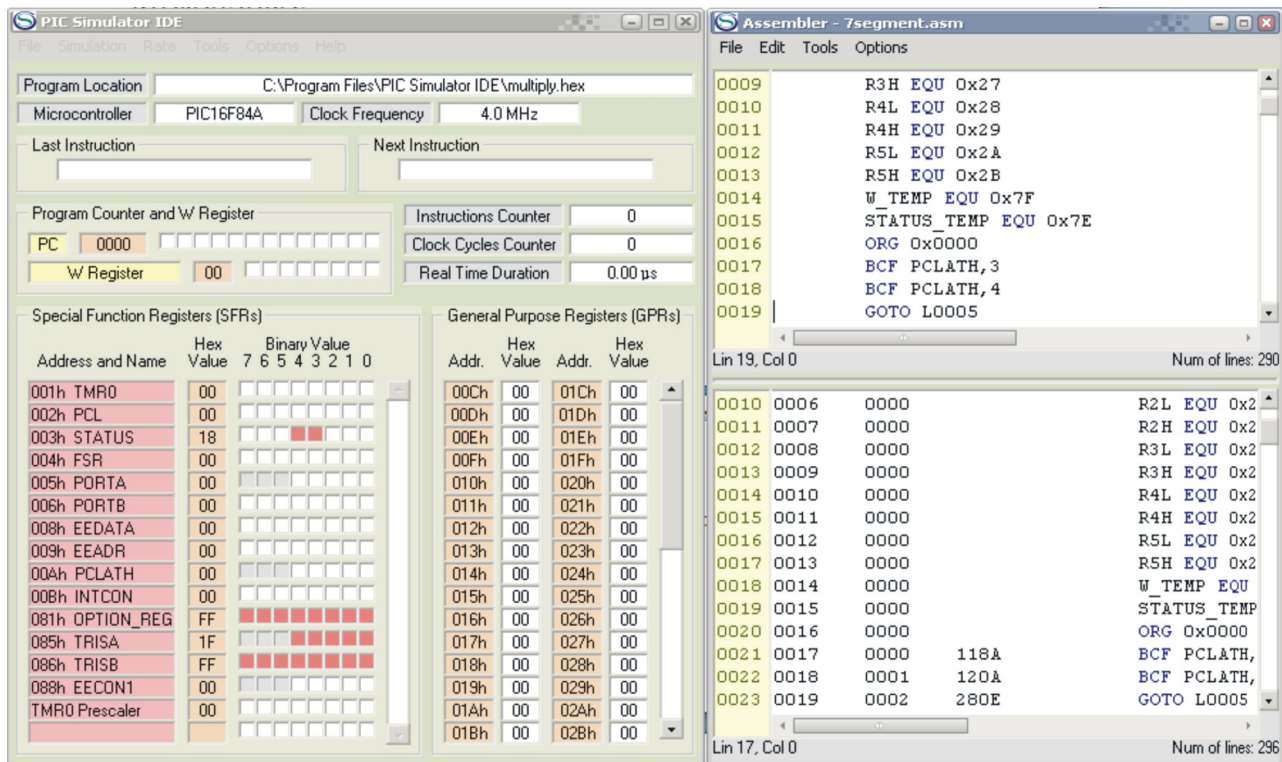 PIC Simulator IDE
File Simulation Rate Tools Options Help
Program Location C:\Program Files\PIC Simulator IDE\multiply.hex
Microcontroller PIC16F84A Clock Frequency 4.0 MHz
Last Instruction Next Instruction
Program Counter and W Register
PC 0000
W Register 00
Instructions Counter 0
Clock Cycles Counter 0
Real Time Duration 0.00 µs
Special Function Registers (SFRs)
Hex Binary Value
Address and Name Value 7 6 5 4 3 2 1 0
001h TMR0 00
002h PCL 00
003h STATUS 18
004h FSR 00
005h PORTA 00
006h PORTB 00
008h EEDATA 00
009h EEADR 00
00Ah PCLATH 00
00Bh INTCON 00
081h OPTION_REG FF
085h TRISA 1F
086h TRISB FF
088h EECON1 00
TMR0 Prescaler 00
General Purpose Registers (GPRs)
Hex Hex
Addr. Value Addr. Value
00Ch 00 01Ch 00
00Dh 00 01Dh 00
00Eh 00 01Eh 00
00Fh 00 01Fh 00
010h 00 020h 00
011h 00 021h 00
012h 00 022h 00
013h 00 023h 00
014h 00 024h 00
015h 00 025h 00
016h 00 026h 00
017h 00 027h 00
018h 00 028h 00
019h 00 029h 00
01Ah 00 02Ah 00
01Bh 00 02Bh 00
Assembler - 7segment.asm
File Edit Tools Options
0009 R3H EQU 0x27
0010 R4L EQU 0x28
0011 R4H EQU 0x29
0012 R5L EQU 0x2A
0013 R5H EQU 0x2B
0014 W_TEMP EQU 0x7F
0015 STATUS_TEMP EQU 0x7E
0016 ORG 0x0000
0017 BCF PCLATH,3
0018 BCF PCLATH,4
0019 GOTO L0005
Lin 19, Col 0 Num of lines: 290
0010 0006 0000 R2L EQU 0x2
0011 0007 0000 R2H EQU 0x2
0012 0008 0000 R3L EQU 0x2
0013 0009 0000 R3H EQU 0x2
0014 0010 0000 R4L EQU 0x2
0015 0011 0000 R4H EQU 0x2
0016 0012 0000 R5L EQU 0x2
0017 0013 0000 R5H EQU 0x2
0018 0014 0000 W_TEMP EQU
0019 0015 0000 STATUS_TEMP
0020 0016 0000 ORG 0x0000
0021 0017 0000 118A BCF PCLATH,
0022 0018 0001 120A BCF PCLATH,
0023 0019 0002 280E GOTO L0005
Lin 17, Col 0 Num of lines: 296